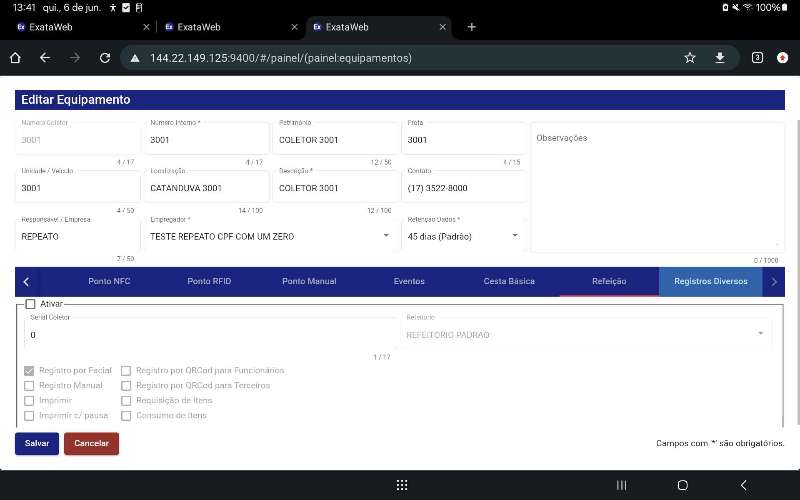 13:41 qui., 6 de jun. 100%
ExataWeb ExataWeb ExataWeb
144.22.149.125:9400/#/painel/(painel:equipamentos) 3
Editar Equipamento
Número Coletor Número Interno * Patrimônio Frota
3001 3001 COLETOR 3001 3001 Observações
4 / 17 4 / 17 12 / 50 4 / 15
Unidade / Veículo Localização Descrição * Contato
3001 CATANDUVA 3001 COLETOR 3001 (17) 3522-8000
4 / 50 14 / 100 12 / 100
Responsável / Empresa Empregador * Retenção Dados *
REPEATO TESTE REPEATO CPF COM UM ZERO 45 dias (Padrão)
7 / 50 0 / 1000
Ponto NFC Ponto RFID Ponto Manual Eventos Cesta Básica Refeição Registros Diversos
Ativar
Serial Coletor Refeitório
0 REFEITORIO PADRAO
1 / 17
Registro por Facial Registro por QRCod para Funcionários
Registro Manual Registro por QRCod para Terceiros
Imprimir Requisição de Itens
Imprimir c/ pausa Consumo de Itens
Salvar Cancelar Campos com '*' são obrigatórios.